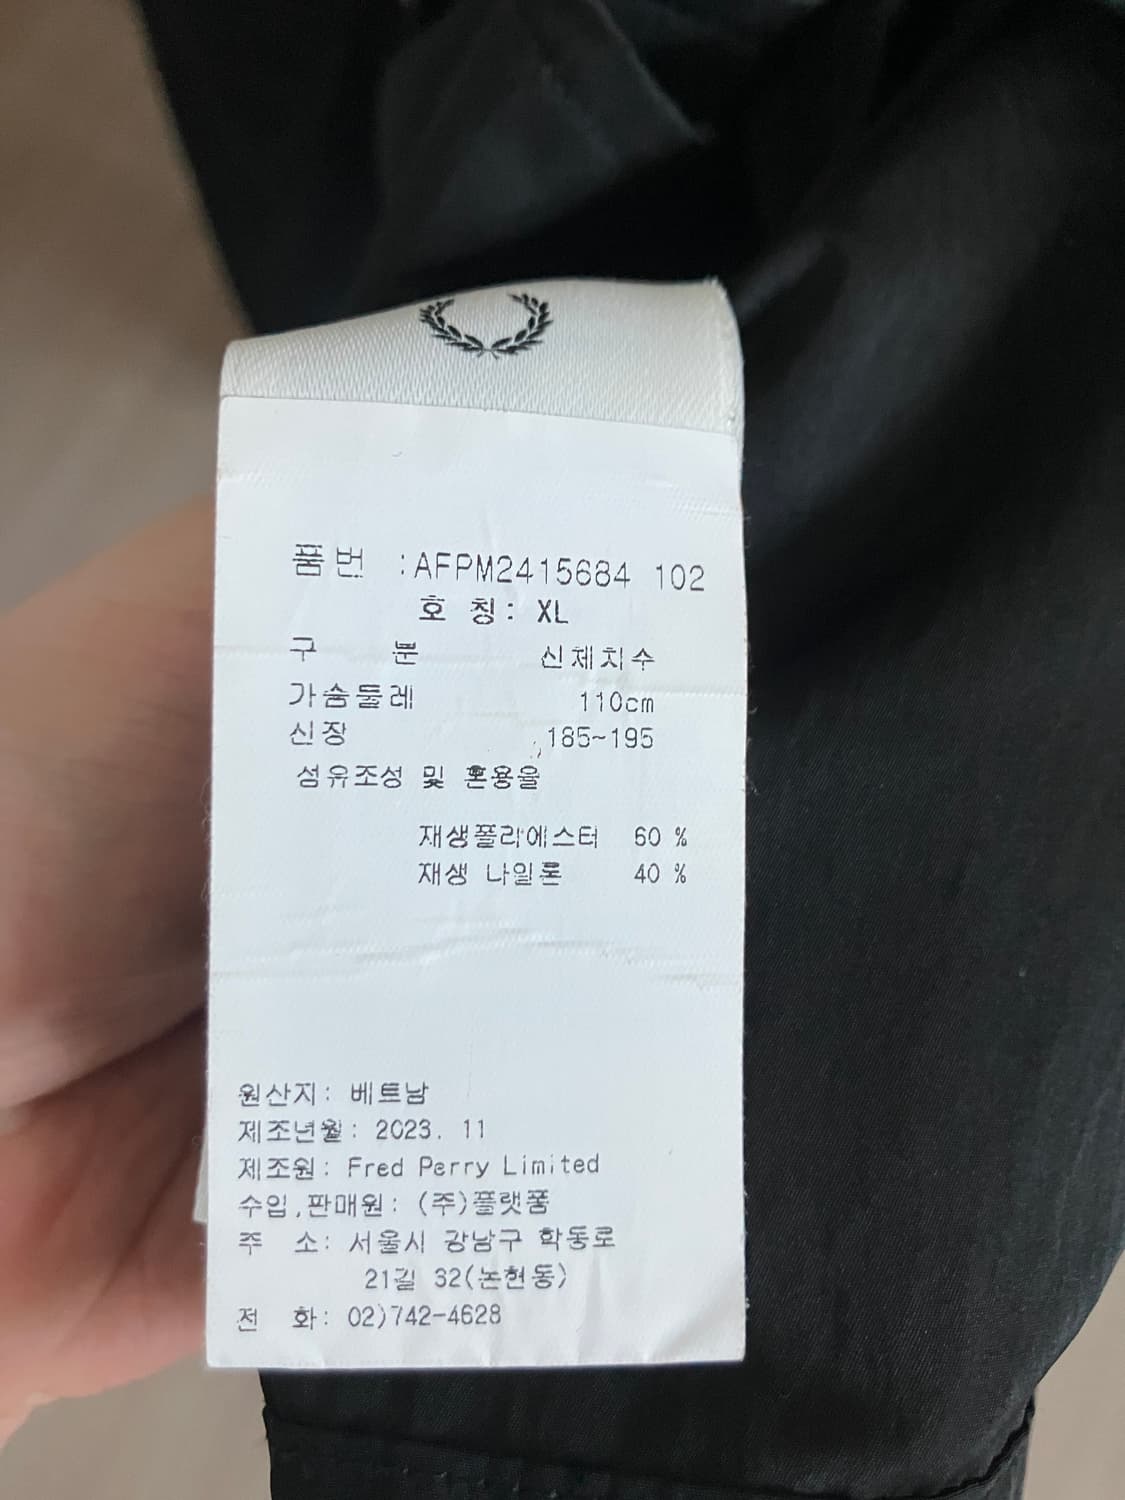 품번 :AFPM2415684 102
호 칭: XL
구 분 신체치수
가슴둘레 110cm
신장 185~195
섬유조성 및 혼용율
재생폴리에스터 60 %
재생 나일론 40 %
원산지: 베트남
제조년월: 2023. 11
제조원: Fred Perry Limited
수입,판매원: (주)플랫폼
주 소: 서울시 강남구 학동로
21길 32(논현동)
전 화: 02)742-4628